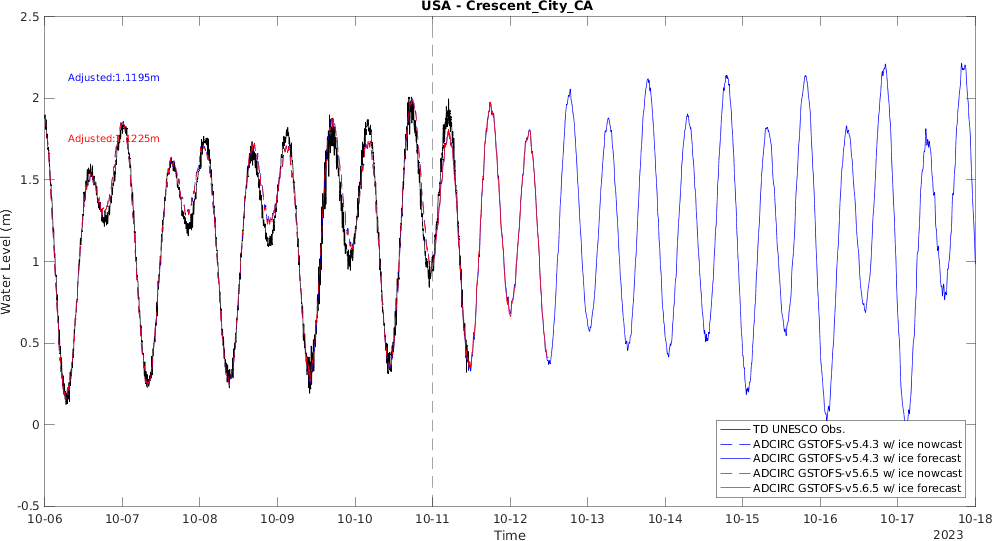 USA - Crescent_City_CA
2.5
2
1.5
1
0.5
0
-0.5
Water Level (m)
Adjusted:1.1195m
Adjusted:1.1225m
TD UNESCO Obs.
ADCIRC GSTOFS-v5.4.3 w/ ice nowcast
ADCIRC GSTOFS-v5.4.3 w/ ice forecast
ADCIRC GSTOFS-v5.6.5 w/ ice nowcast
ADCIRC GSTOFS-v5.6.5 w/ ice forecast
10-06 10-07 10-08 10-09 10-10 10-11 10-12 10-13 10-14 10-15 10-16 10-17 10-18
Time
2023